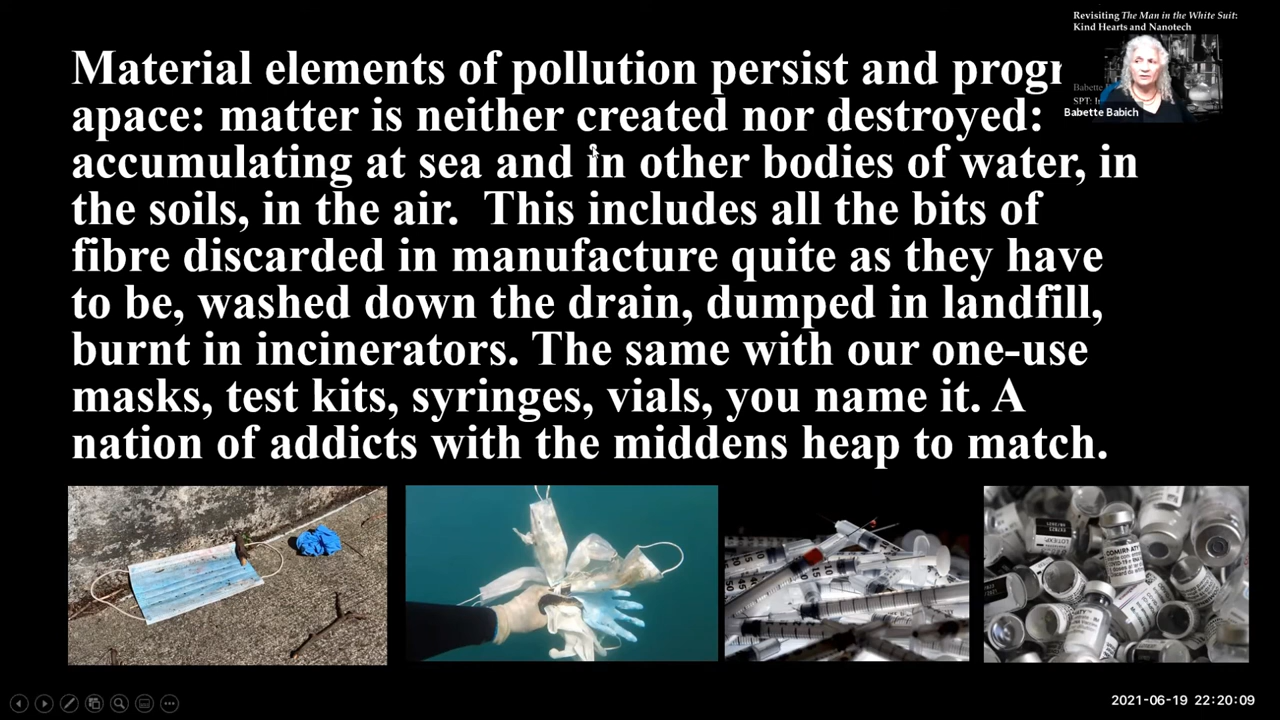 Revisiting The Man in the White Suit:
Kind Hearts and Nanotech
Babette
SPT:
Babette Babich
Material elements of pollution persist and progr
apace: matter is neither created nor destroyed:
accumulating at sea and in other bodies of water, in
the soils, in the air. This includes all the bits of
fibre discarded in manufacture quite as they have
to be, washed down the drain, dumped in landfill,
burnt in incinerators. The same with our one-use
masks, test kits, syringes, vials, you name it. A
nation of addicts with the middens heap to match.
COMIRNATY
2021-06-19 22:20:09